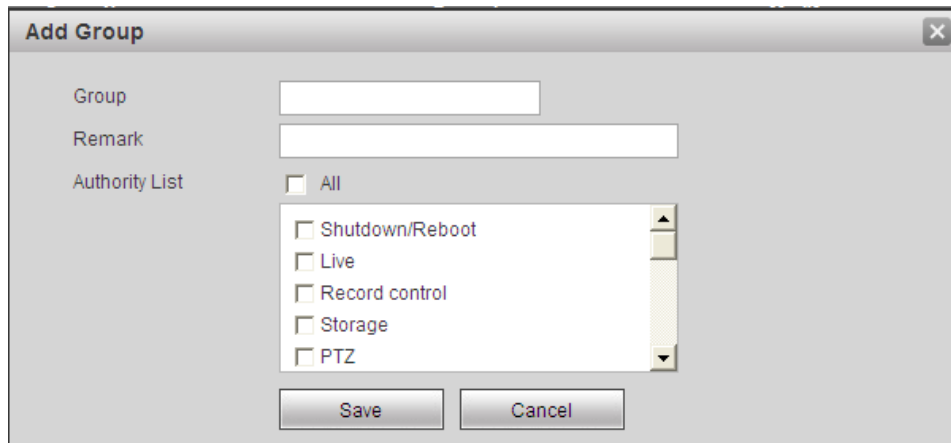 Add Group
Group
Remark
Authority List
All
Shutdown/Reboot
Live
Record control
Storage
PTZ
Save Cancel